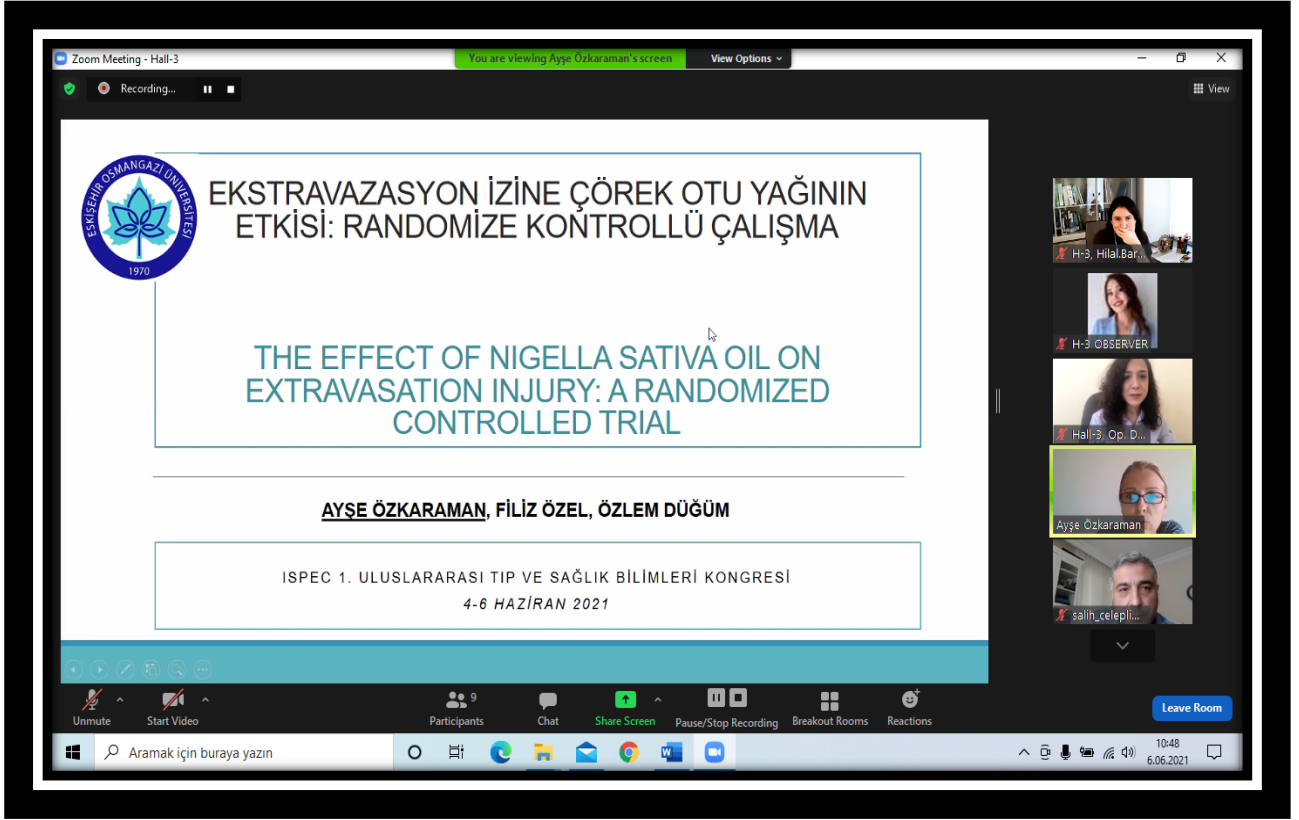 Zoom Meeting - Hall-3
You are viewing Ayşe Özkaraman's screen
View Options
Recording...
View
ESKİŞEHİR OSMANGAZİ ÜNİVERSİTESİ
1970
EKSTRAVAZASYON İZİNE ÇÖREK OTU YAĞININ
ETKİSİ: RANDOMİZE KONTROLLÜ ÇALIŞMA
THE EFFECT OF NIGELLA SATIVA OIL ON
EXTRAVASATION INJURY: A RANDOMIZED
CONTROLLED TRIAL
AYŞE ÖZKARAMAN, FİLİZ ÖZEL, ÖZLEM DÜĞÜM
ISPEC 1. ULUSLARARASI TIP VE SAĞLIK BİLİMLERİ KONGRESİ
4-6 HAZİRAN 2021
H-3, Hilal.Bar...
H-3 OBSERVER
Hall-3, Op. D...
Ayşe Özkaraman
salih_celepli...
Unmute
Start Video
9
Participants
Chat
Share Screen
Pause/Stop Recording
Breakout Rooms
Reactions
Leave Room
Aramak için buraya yazın
10:48
6.06.2021